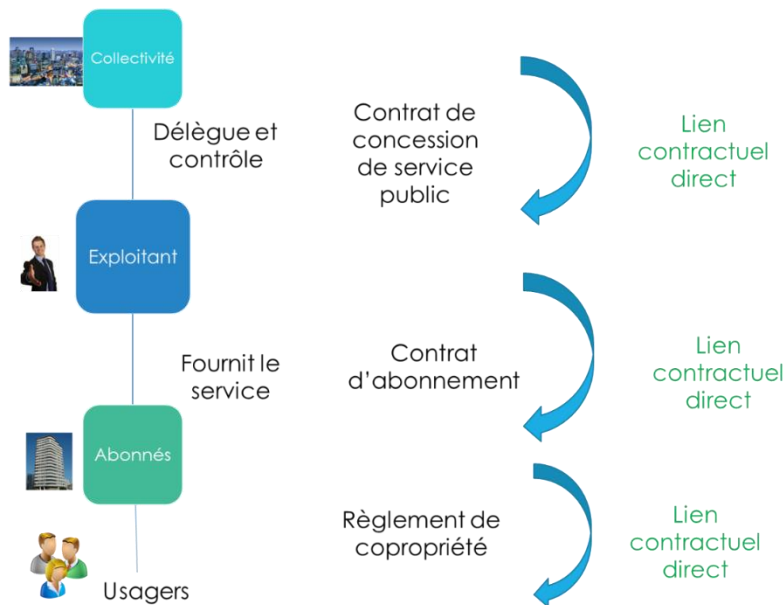 Collectivité
Délègue et
contrôle
Contrat de
concession
de service
public
Lien
contractuel
direct
Exploitant
Fournit le
service
Contrat
d’abonnement
Lien
contractuel
direct
Abonnés
Règlement de
copropriété
Lien
contractuel
direct
Usagers